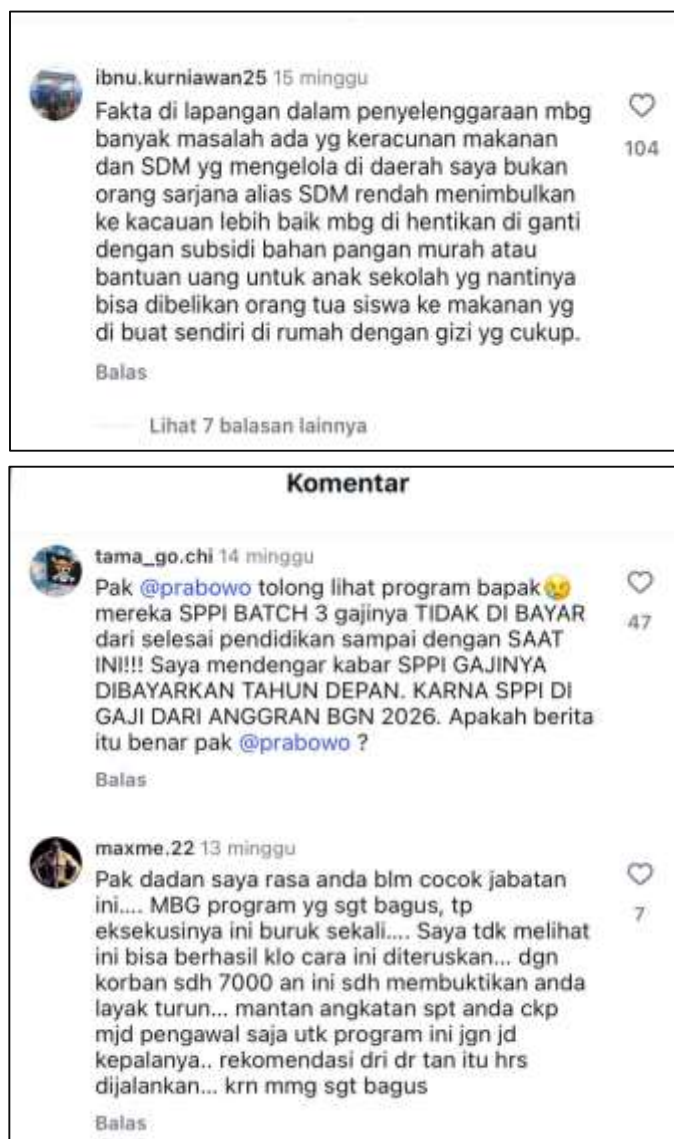 ibnu.kurniawan25 15 minggu
Fakta di lapangan dalam penyelenggaraan mbg
banyak masalah ada yg keracunan makanan
104
dan SDM yg mengelola di daerah saya bukan
orang sarjana alias SDM rendah menimbulkan
ke kacauan lebih baik mbg di hentikan di ganti
dengan subsidi bahan pangan murah atau
bantuan uang untuk anak sekolah yg nantinya
bisa dibelikan orang tua siswa ke makanan yg
di buat sendiri di rumah dengan gizi yg cukup.
Balas
Lihat 7 balasan lainnya
Komentar
tama_go.chi 14 minggu
Pak @prabowo tolong lihat program bapak😢
mereka SPPI BATCH 3 gajinya TIDAK DI BAYAR
47
dari selesai pendidikan sampai dengan SAAT
INI!!! Saya mendengar kabar SPPI GAJINYA
DIBAYARKAN TAHUN DEPAN. KARNA SPPI DI
GAJI DARI ANGGRAN BGN 2026. Apakah berita
itu benar pak @prabowo ?
Balas
maxme.22 13 minggu
Pak dadan saya rasa anda blm cocok jabatan
ini.... MBG program yg sgt bagus, tp
7
eksekusinya ini buruk sekali.... Saya tdk melihat
ini bisa berhasil klo cara ini diteruskan... dgn
korban sdh 7000 an ini sdh membuktikan anda
layak turun... mantan angkatan spt anda ckp
mjd pengawal saja utk program ini jgn jd
kepalanya.. rekomendasi dri dr tan itu hrs
dijalankan... krn mmg sgt bagus
Balas